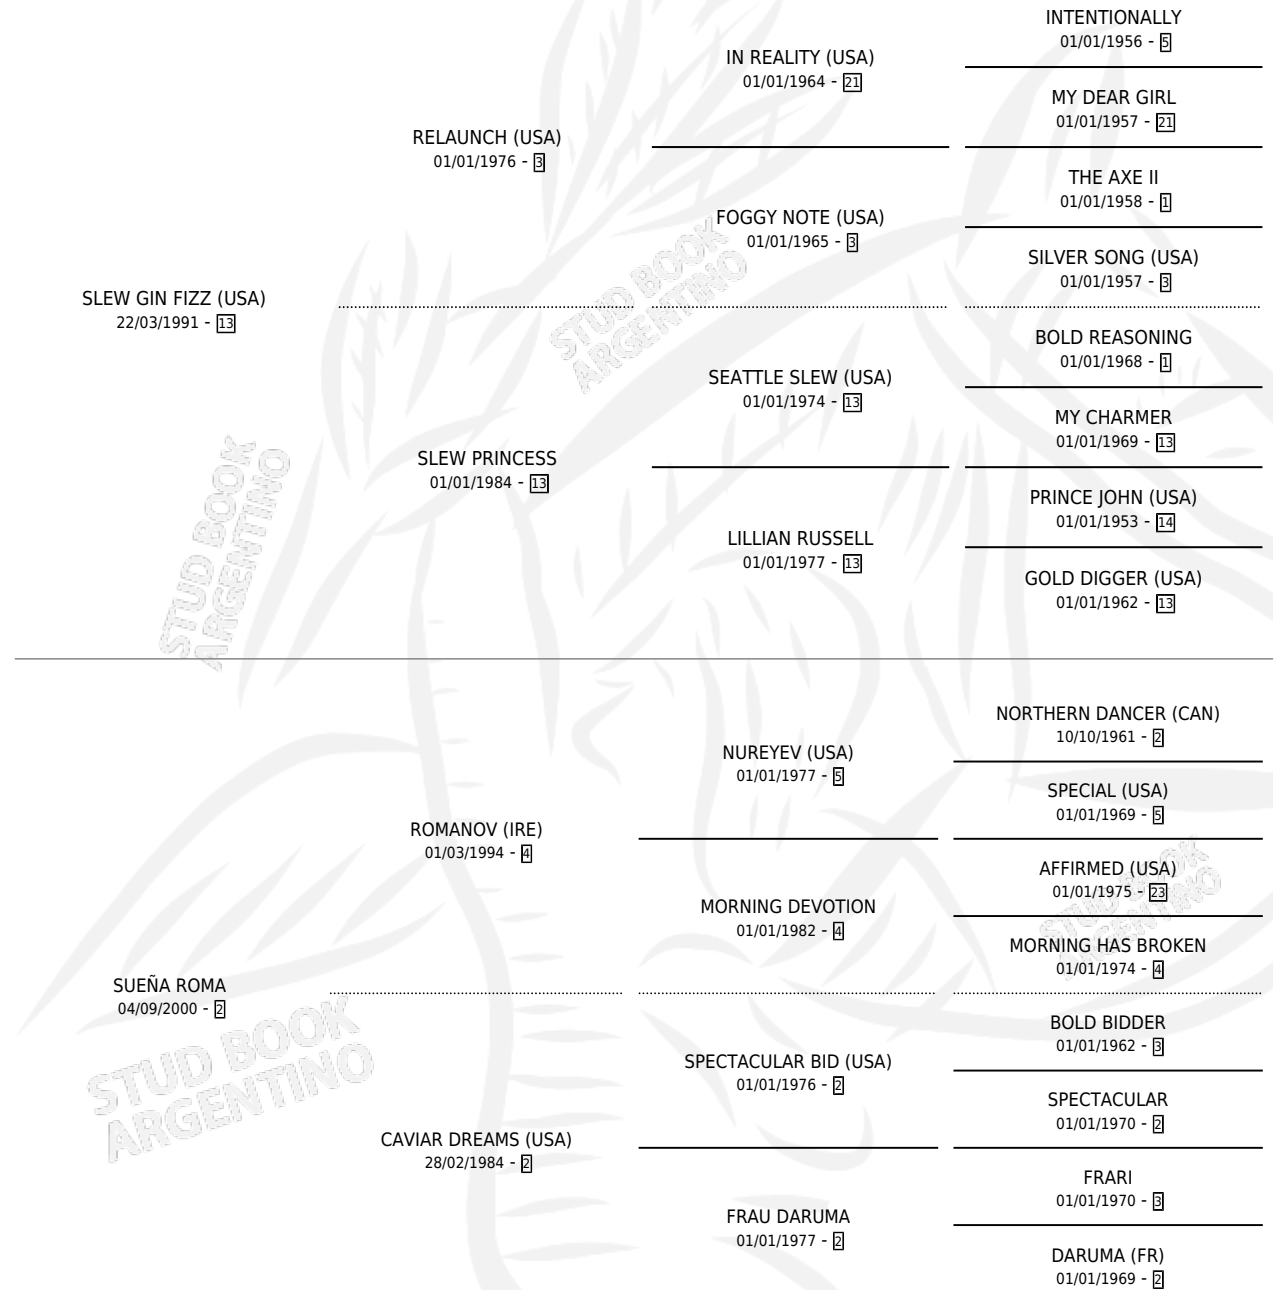 INTENTIONALLY
01/01/1956 - 5
IN REALITY (USA)
01/01/1964 - 21
MY DEAR GIRL
01/01/1957 - 21
RELAUNCH (USA)
01/01/1976 - 3
THE AXE II
01/01/1958 - 1
FOGGY NOTE (USA)
01/01/1965 - 3
SILVER SONG (USA)
01/01/1957 - 3
SLEW GIN FIZZ (USA)
22/03/1991 - 13
BOLD REASONING
01/01/1968 - 1
SEATTLE SLEW (USA)
01/01/1974 - 13
MY CHARMER
01/01/1969 - 13
SLEW PRINCESS
01/01/1984 - 13
PRINCE JOHN (USA)
01/01/1953 - 14
LILLIAN RUSSELL
01/01/1977 - 13
GOLD DIGGER (USA)
01/01/1962 - 13
NORTHERN DANCER (CAN)
10/10/1961 - 2
NUREYEV (USA)
01/01/1977 - 5
SPECIAL (USA)
01/01/1969 - 5
ROMANOV (IRE)
01/03/1994 - 4
AFFIRMED (USA)
01/01/1975 - 23
MORNING DEVOTION
01/01/1982 - 4
MORNING HAS BROKEN
01/01/1974 - 4
SUEÑA ROMA
04/09/2000 - 2
BOLD BIDDER
01/01/1962 - 3
SPECTACULAR BID (USA)
01/01/1976 - 2
SPECTACULAR
01/01/1970 - 2
CAVIAR DREAMS (USA)
28/02/1984 - 2
FRARI
01/01/1970 - 3
FRAU DARUMA
01/01/1977 - 2
DARUMA (FR)
01/01/1969 - 2
STUD BOOK
ARGENTINO
STUD BOOK
ARGENTINO
STUD BOOK
ARGENTINO
STUD BOOK
ARGENTINO